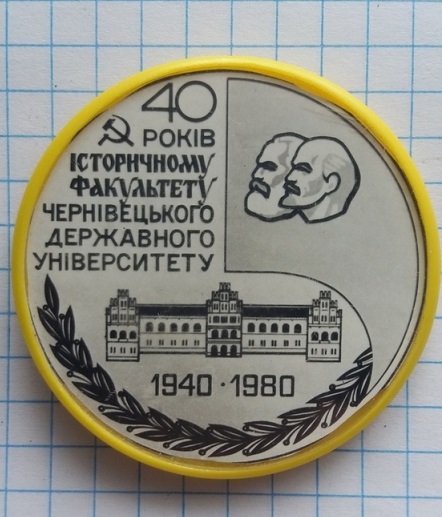 40
РОКІВ
ІСТОРИЧНОМУ
ФАКУЛЬТЕТУ
ЧЕРНІВЕЦЬКОГО
ДЕРЖАВНОГО
УНІВЕРСИТЕТУ
1940 · 1980